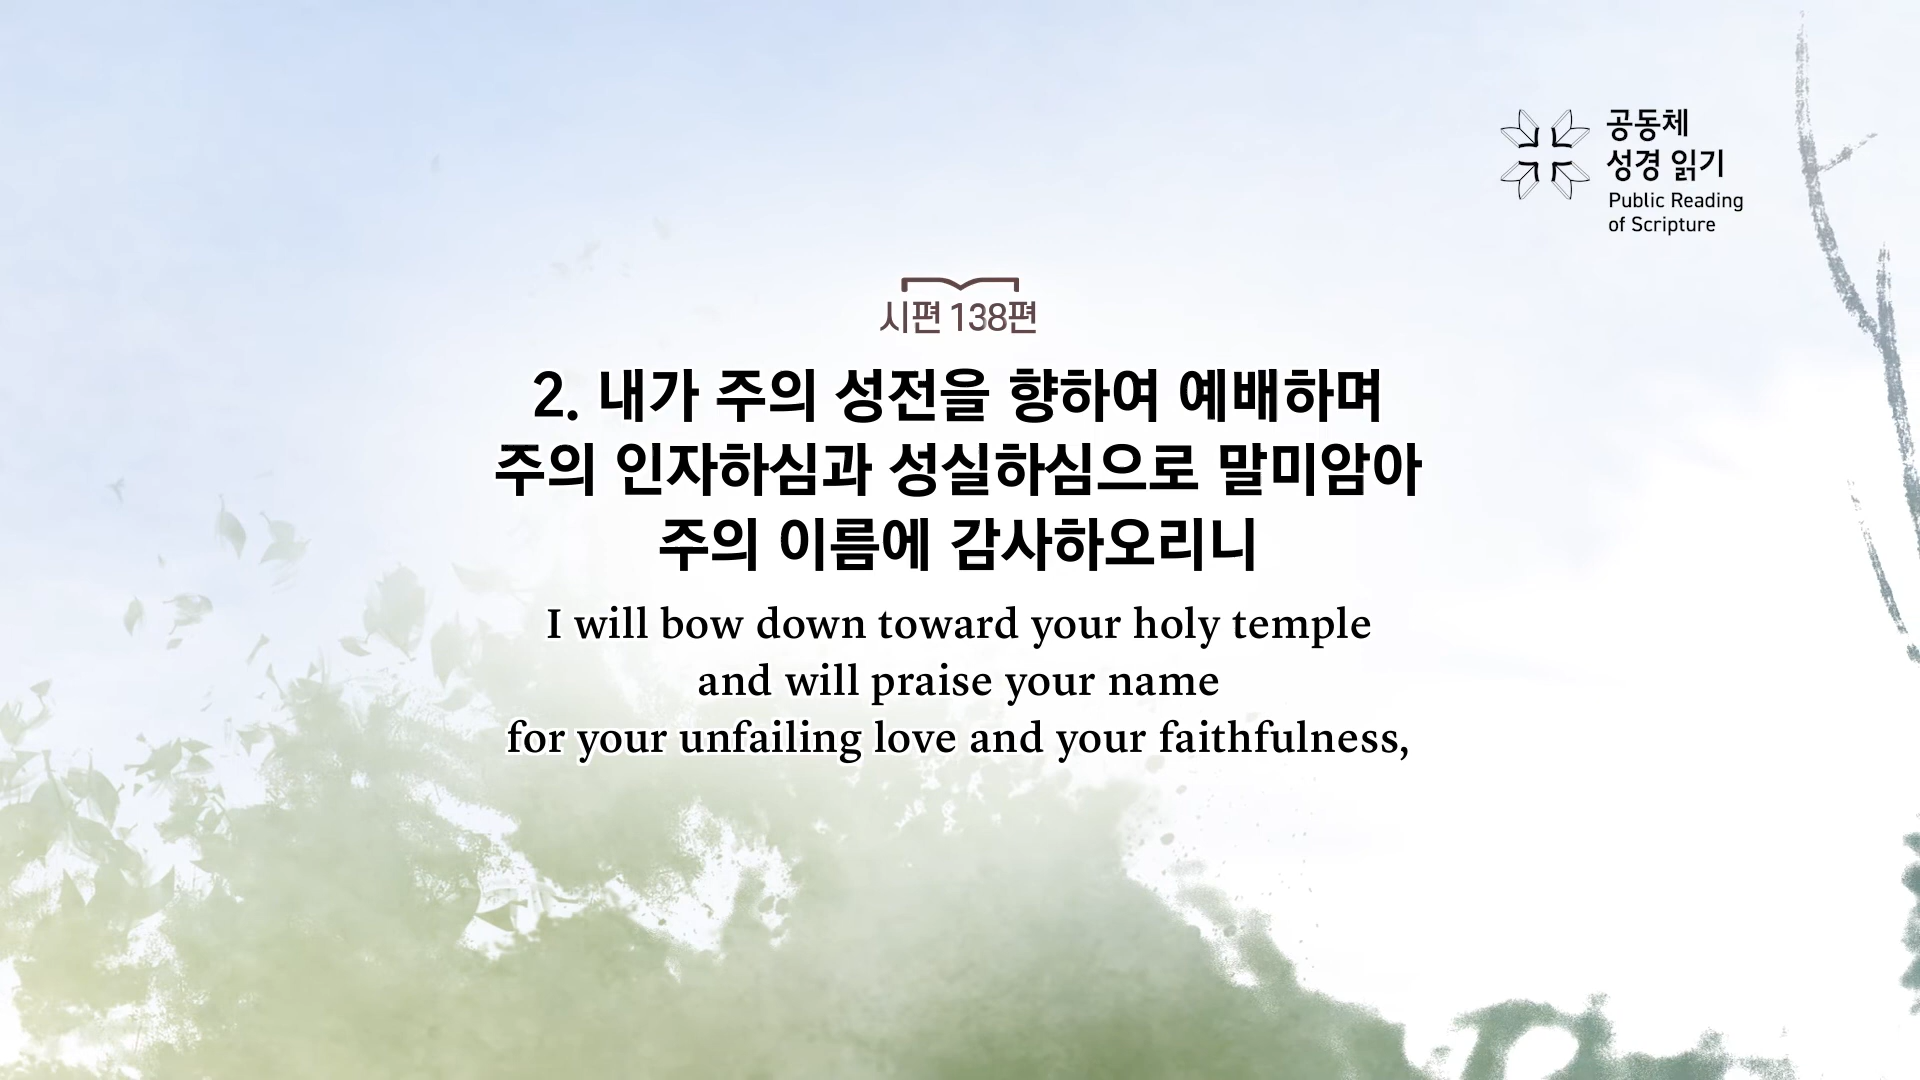 공동체
성경 읽기
Public Reading
of Scripture
시편 138편
2. 내가 주의 성전을 향하여 예배하며
주의 인자하심과 성실하심으로 말미암아
주의 이름에 감사하오리니
I will bow down toward your holy temple
and will praise your name
for your unfailing love and your faithfulness,